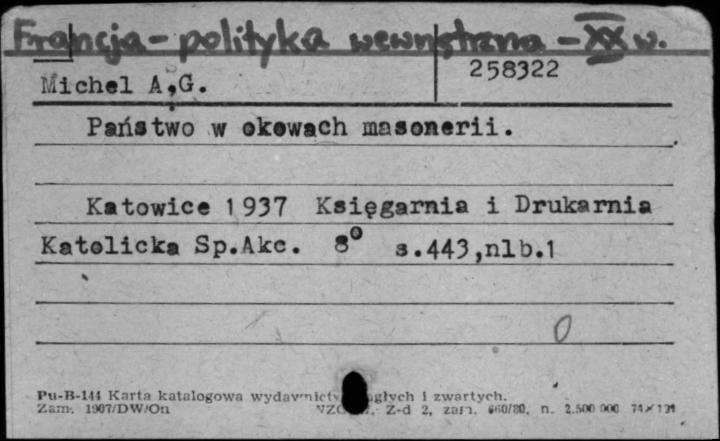 Francja - polityka wewnętrzna - XX w.
258322
Michel A,G.
Państwo w okowach masonerii.
Katowice 1937 Księgarnia i Drukarnia
Katolicka Sp.Akc. 8° s.443,nlb.1
0
Pu-B-144 Karta katalogowa i zwartych.
Zam. 1907/DW/On Z-d 2, zam. 660/80, n. 2.500 000 74×124